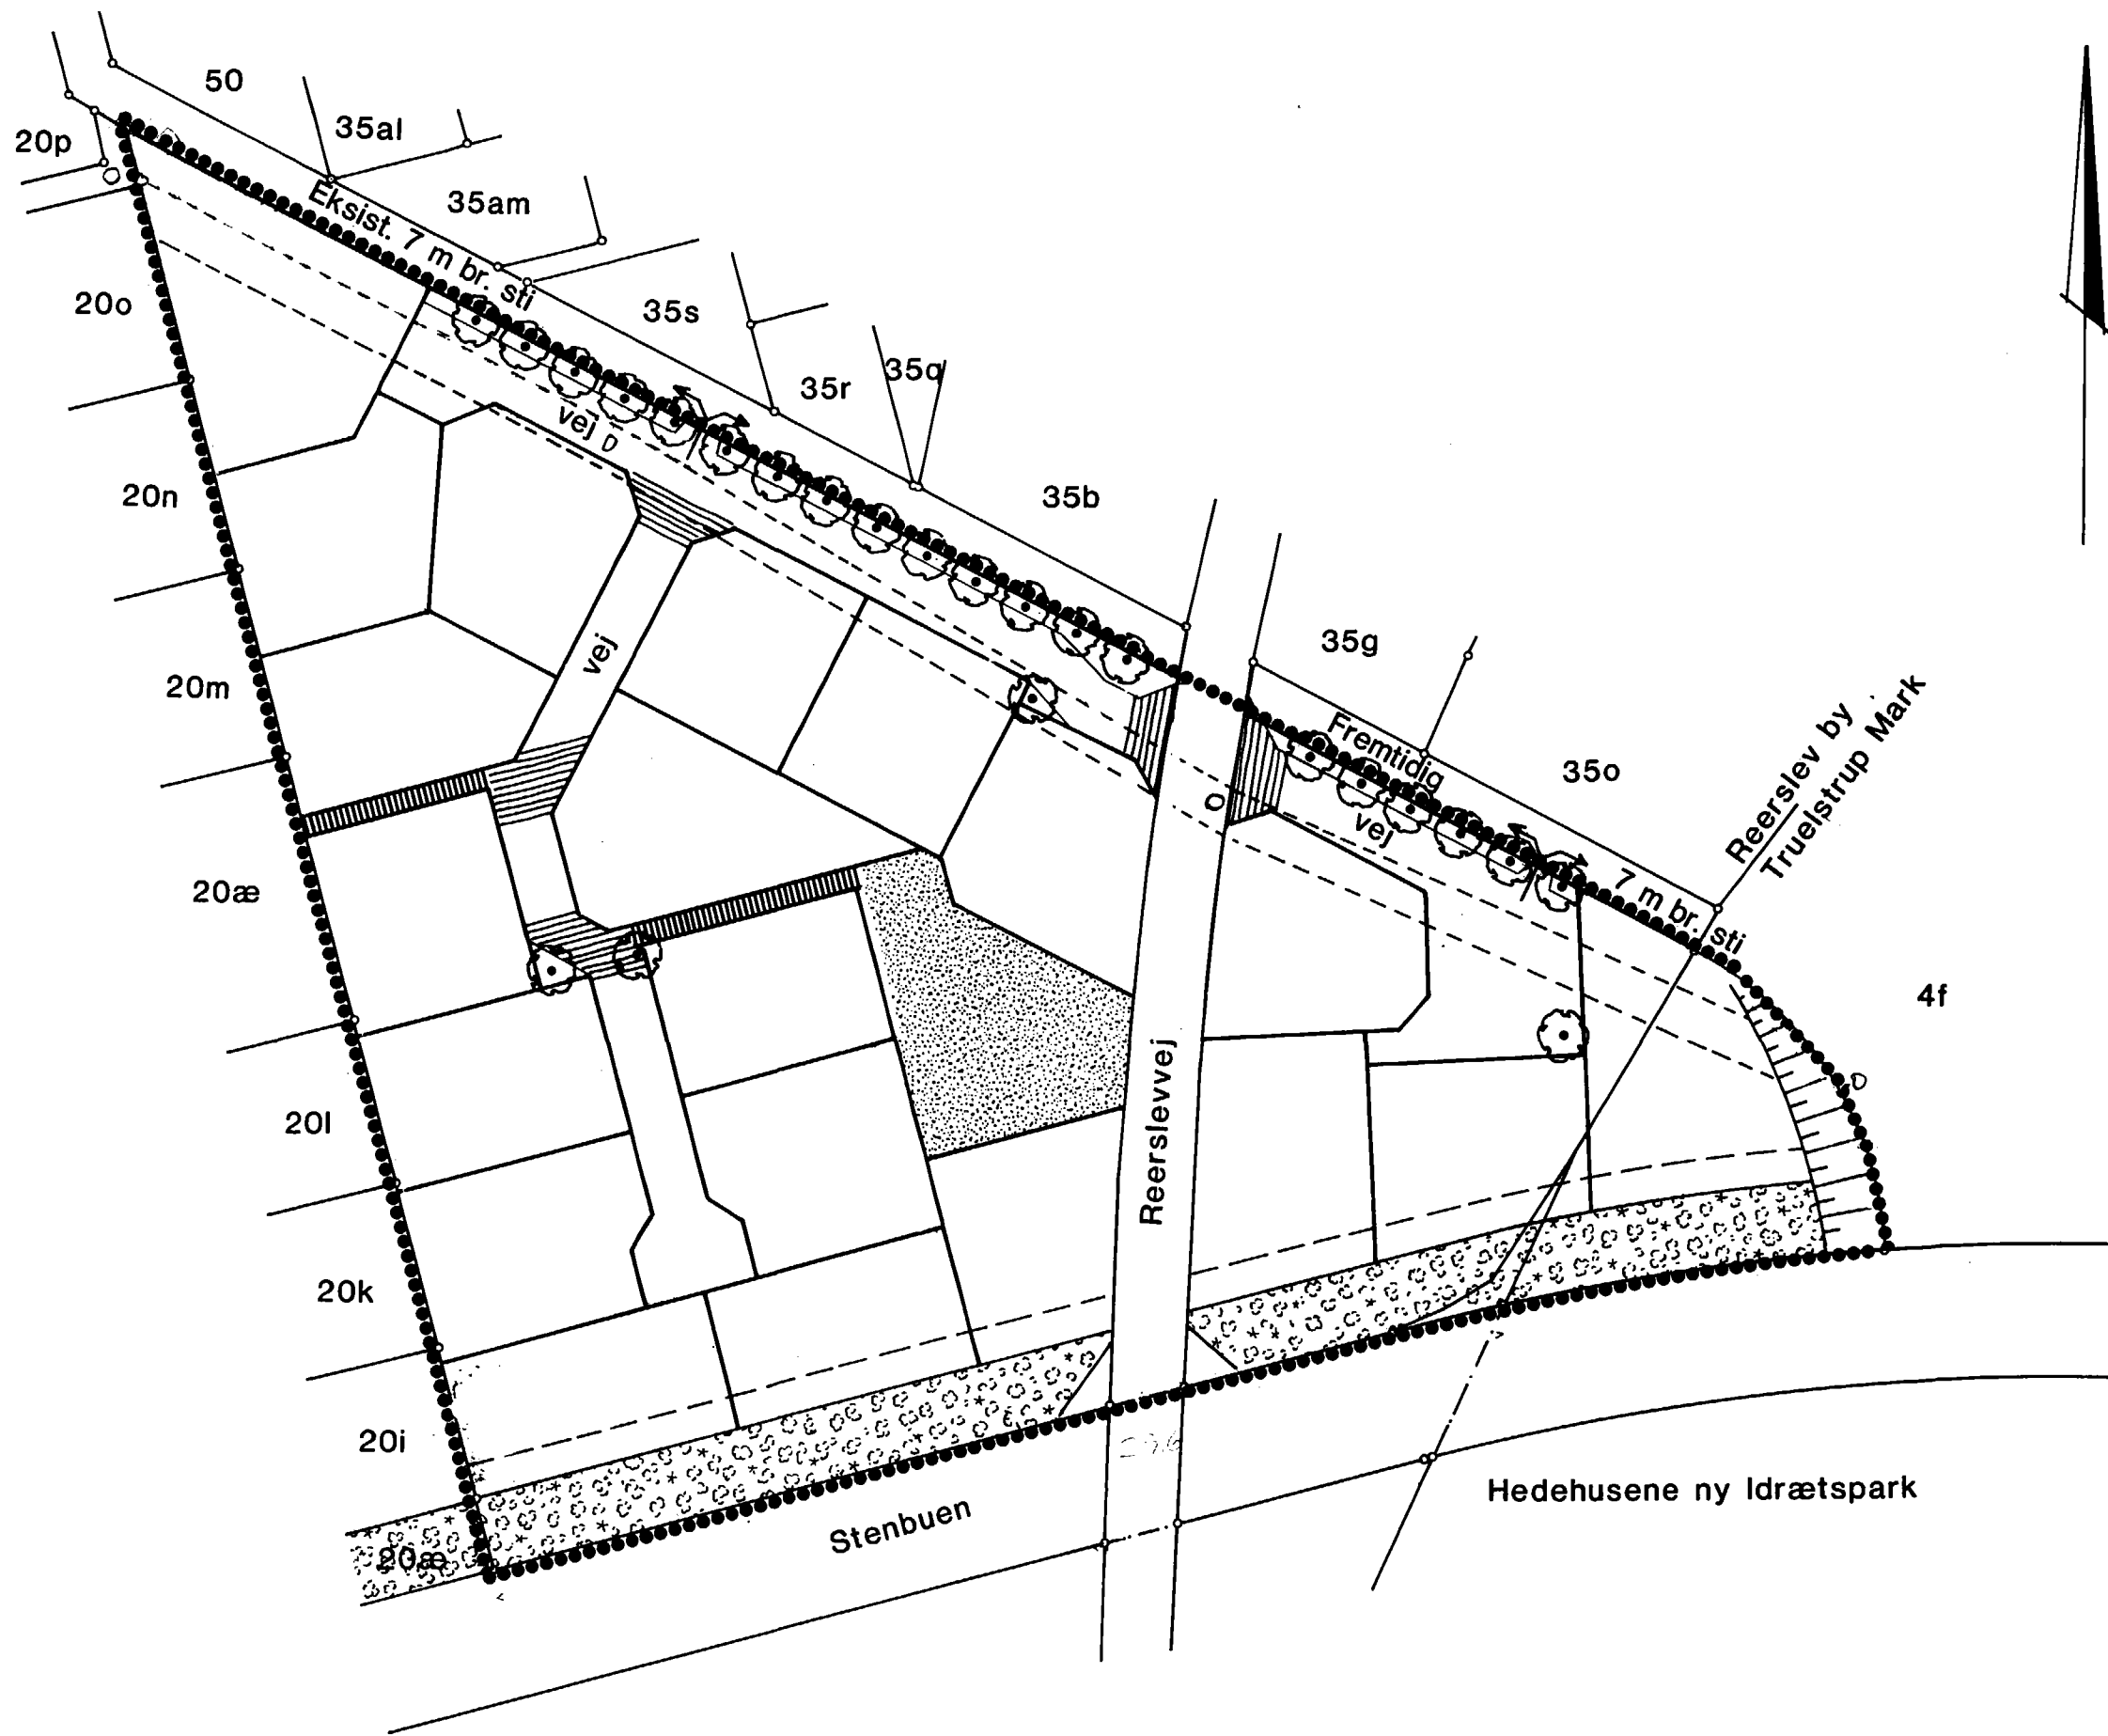 50
35al
20p
35am
Eksist. 7 m br. sti
20o
35s
35r
35q
vej D
20n
35b
vej
35g
20m
Reerslev by
Truelstrup Mark
Fremtidig
7 m br. sti
35o
vej
20æ
4f
Reerslevvej
20l
20k
20i
Hedehusene ny Idrætspark
Stenbuen
20æ